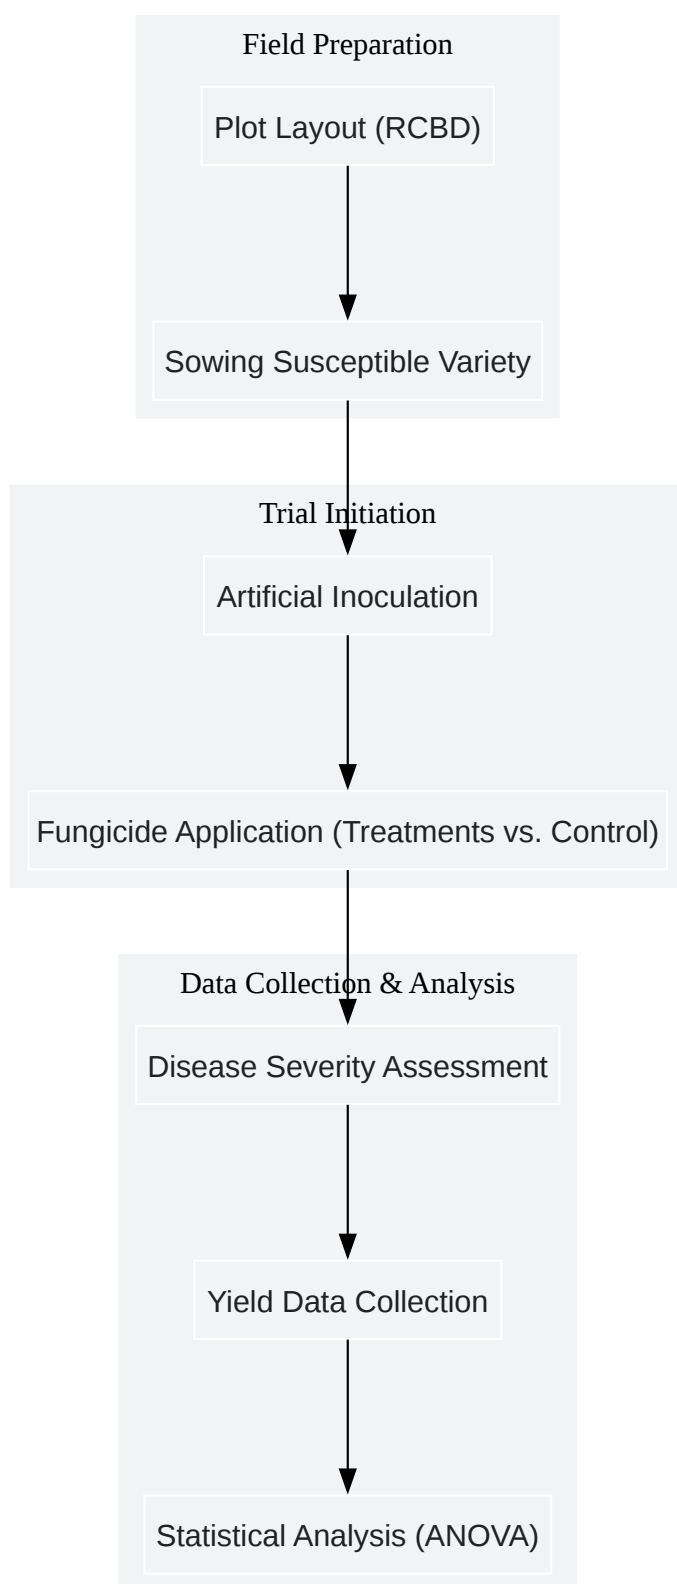 Field Preparation
Plot Layout (RCBD)
Sowing Susceptible Variety
Trial Initiation
Artificial Inoculation
Fungicide Application (Treatments vs. Control)
Data Collection & Analysis
Disease Severity Assessment
Yield Data Collection
Statistical Analysis (ANOVA)